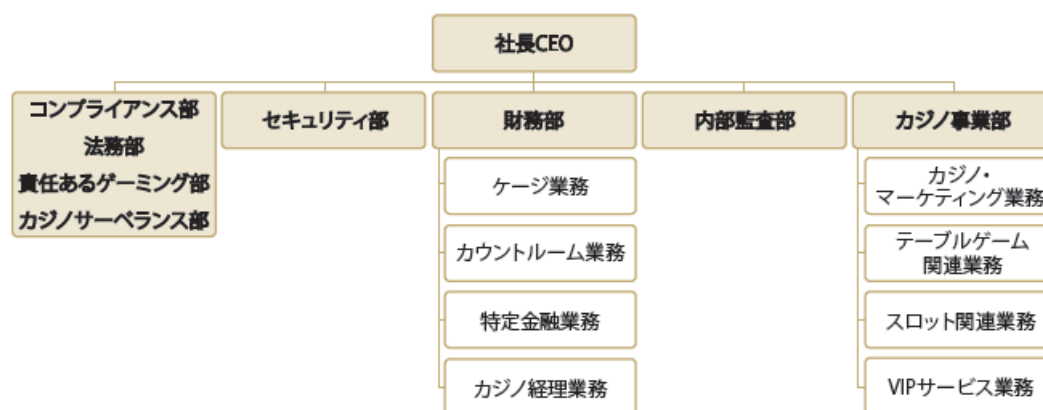 社長CEO
コンプライアンス部
法務部
責任あるゲーミング部
カジノサーベランス部
セキュリティ部
財務部
内部監査部
カジノ事業部
ケージ業務
カウントルーム業務
特定金融業務
カジノ経理業務
カジノ・
マーケティング業務
テーブルゲーム
関連業務
スロット関連業務
VIPサービス業務